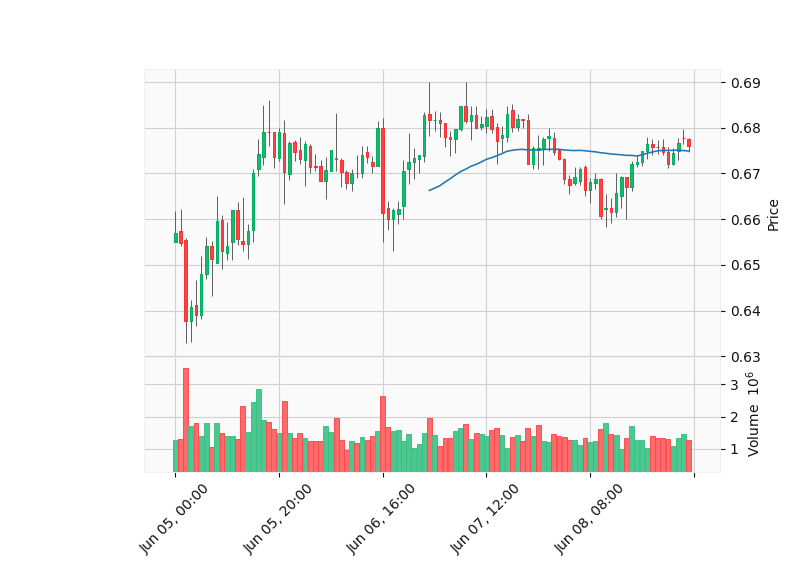 0.69
0.68
0.67
0.66
0.65
0.64
0.63
Price
3
2
1
Volume 10^6
Jun 05, 00:00
Jun 05, 20:00
Jun 06, 16:00
Jun 07, 12:00
Jun 08, 08:00